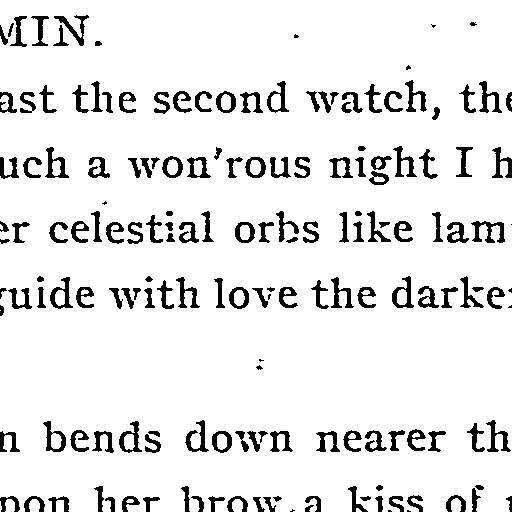 MIN.
ast the second watch, the
uch a won'rous night I h
er celestial orbs like lam
guide with love the darke
n bends down nearer th
pon her brow a kiss of